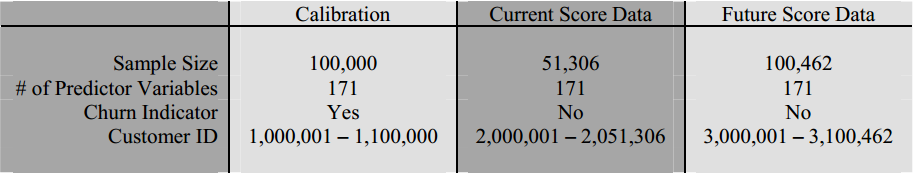 Calibration Current Score Data Future Score Data
Sample Size 100,000 51,306 100,462
# of Predictor Variables 171 171 171
Churn Indicator Yes No No
Customer ID 1,000,001 – 1,100,000 2,000,001 – 2,051,306 3,000,001 – 3,100,462